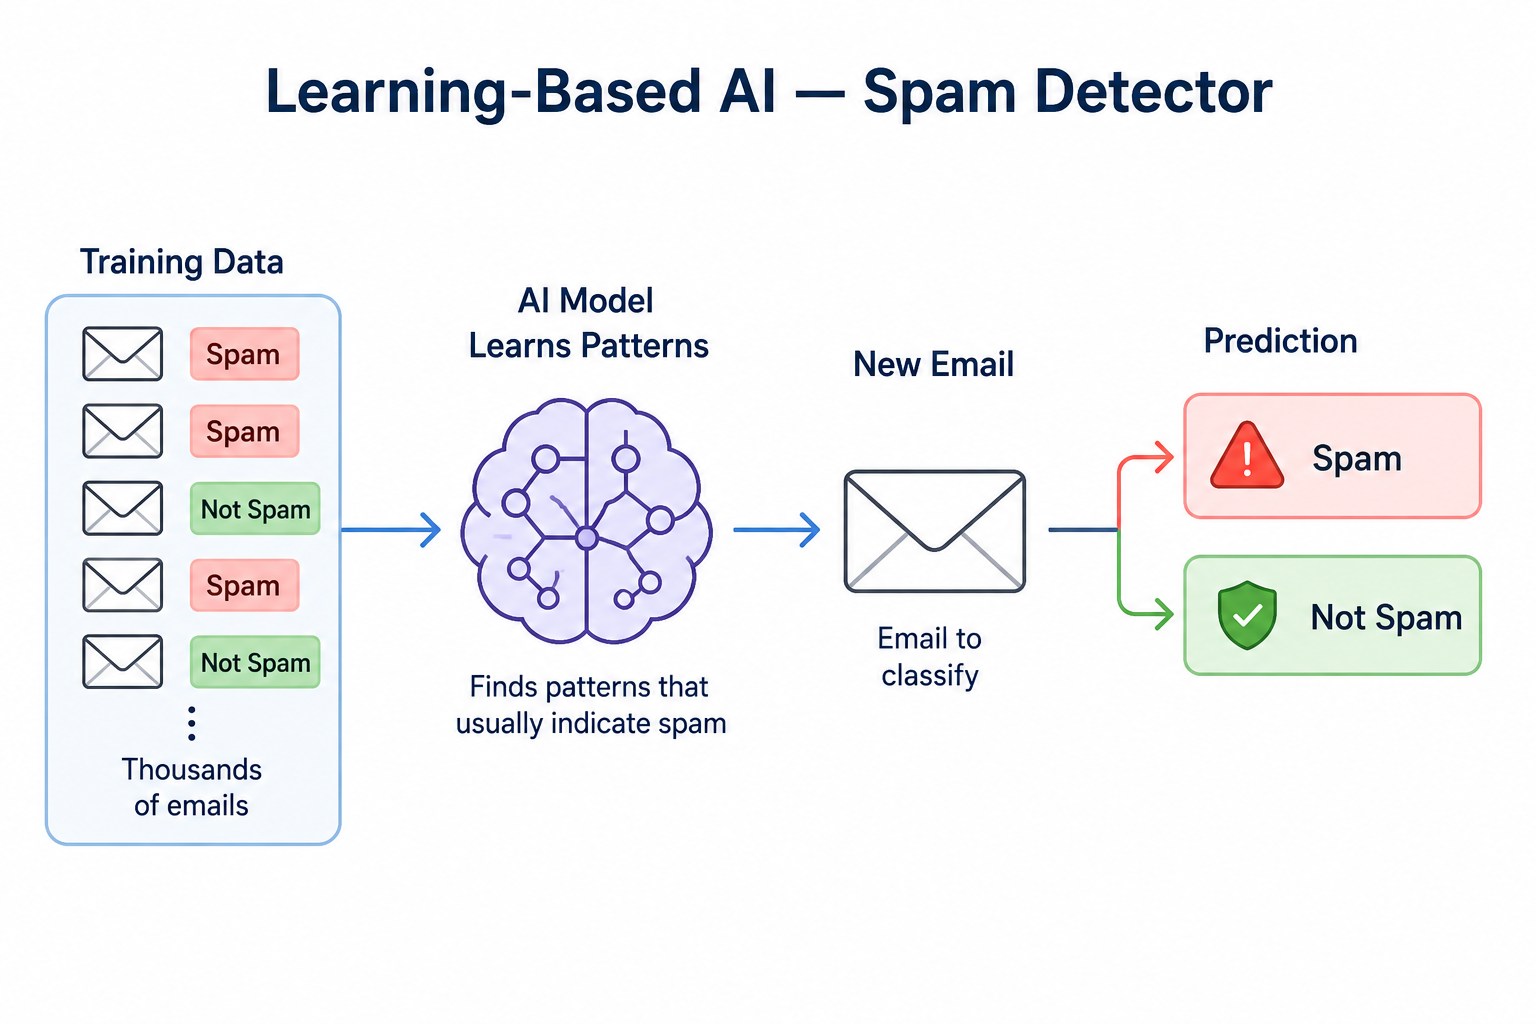 Learning-Based AI — Spam Detector
Training Data
Spam
Spam
Not Spam
Spam
Not Spam
Thousands
of emails
AI Model
Learns Patterns
Finds patterns that
usually indicate spam
New Email
Email to
classify
Prediction
Spam
Not Spam